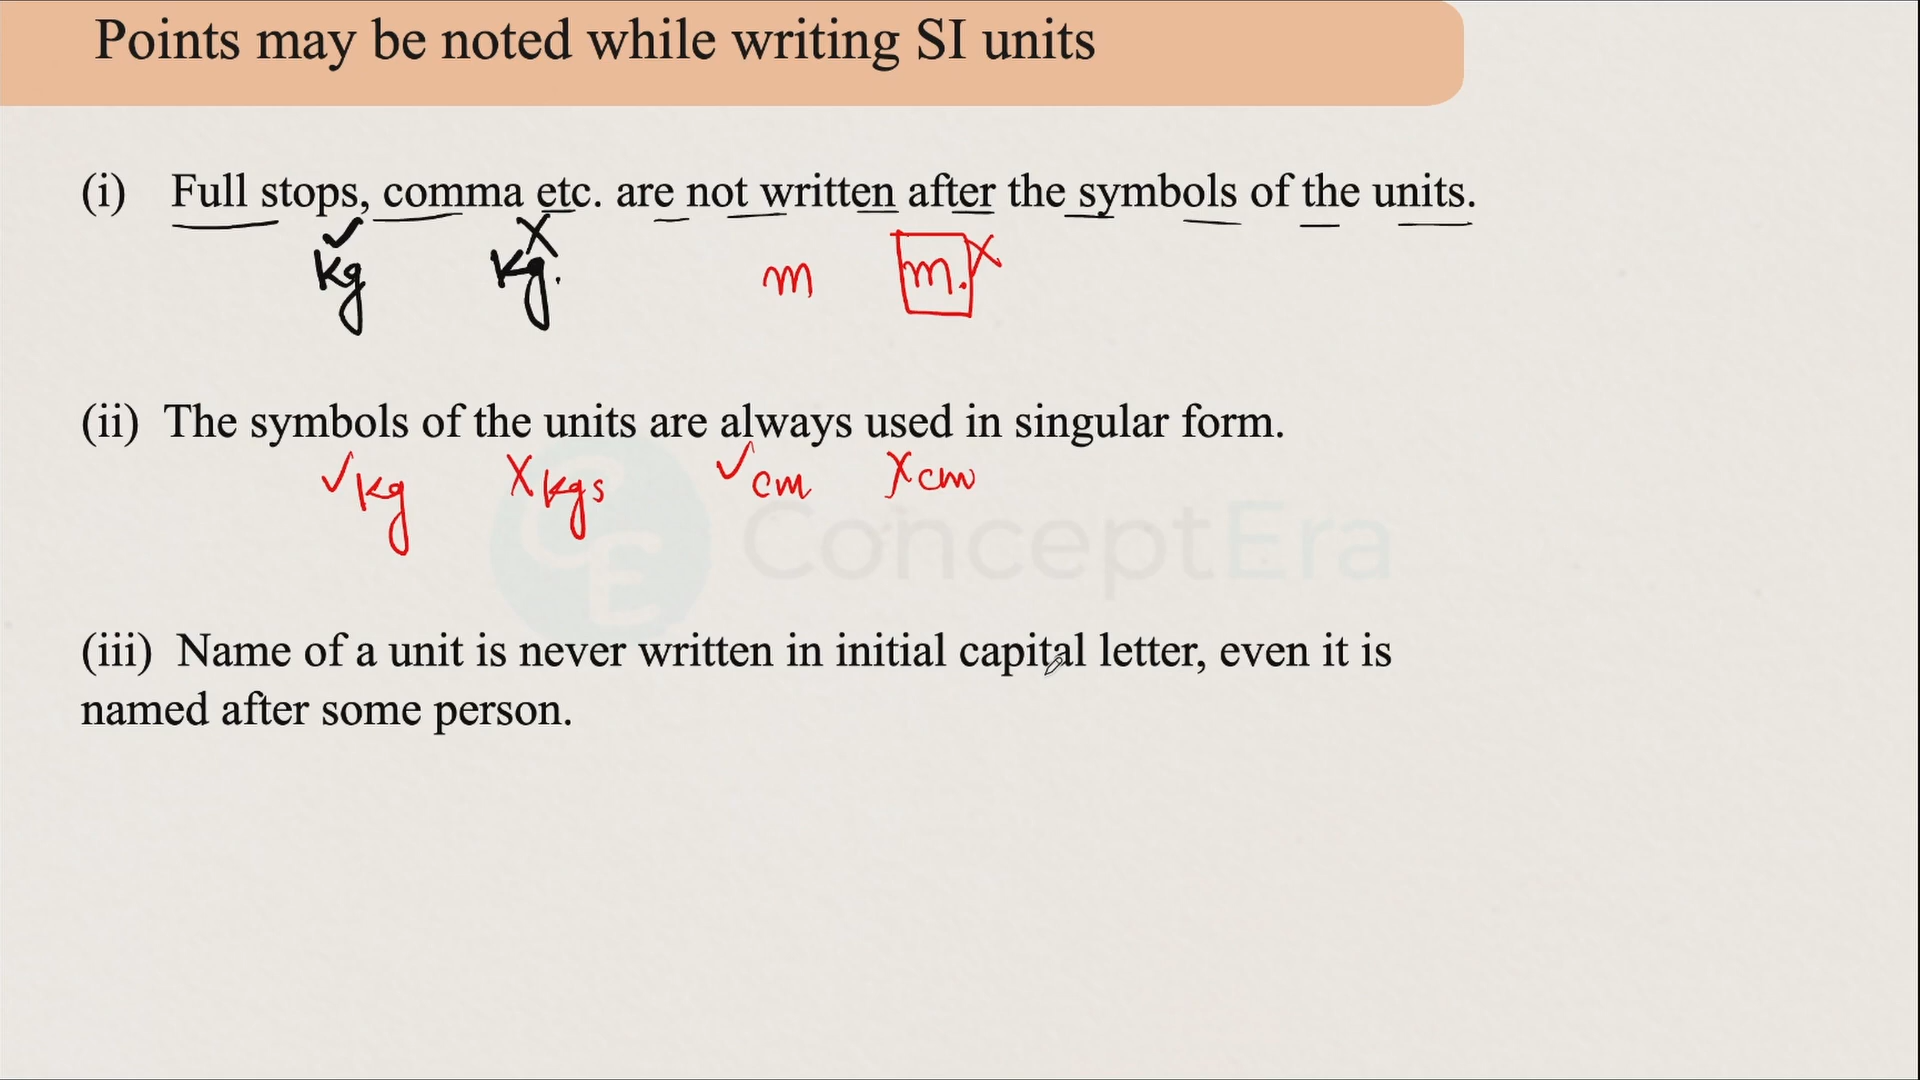 Points may be noted while writing SI units
(i) Full stops, comma etc. are not written after the symbols of the units.
✓ X
kg kg. m m. X
(ii) The symbols of the units are always used in singular form.
✓ kg X kgs ✓ cm X cm
CE ConceptEra
(iii) Name of a unit is never written in initial capital letter, even it is
named after some person.